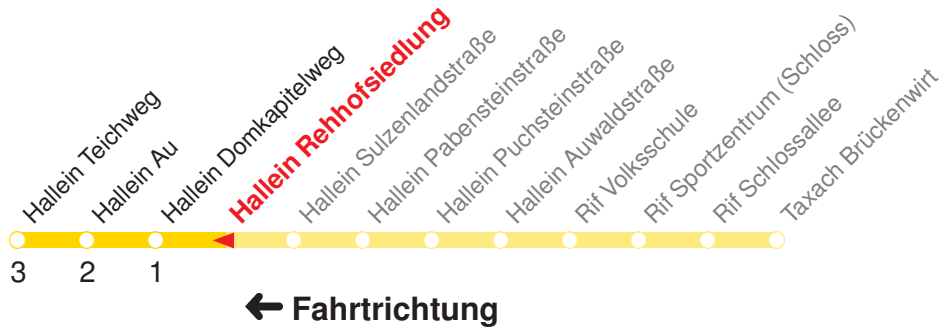 Hallein Teichweg
Hallein Au
Hallein Domkapitelweg
Hallein Rehhofsiedlung
Hallein Sulzenlandstraße
Hallein Pabensteinstraße
Hallein Puchsteinstraße
Hallein Auwaldstraße
Rif Volksschule
Rif Sportzentrum (Schloss)
Rif Schlossallee
Taxach Brückenwirt
3 2 1
← Fahrtrichtung